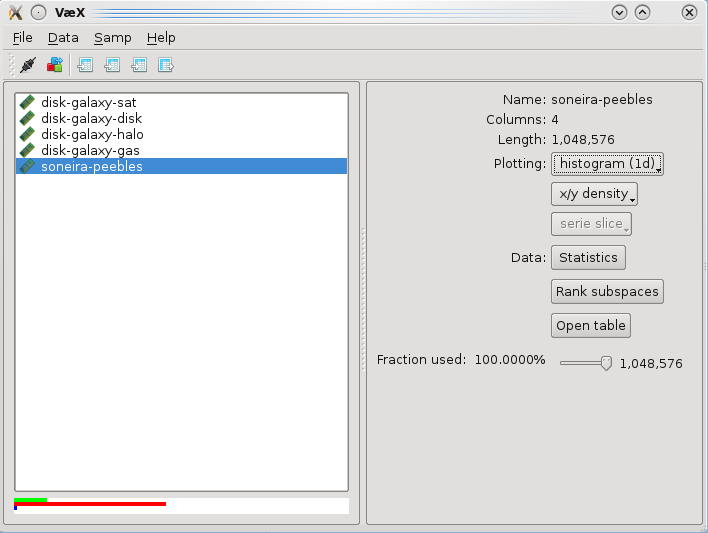 VæX
File Data Samp Help
disk-galaxy-sat
disk-galaxy-disk
disk-galaxy-halo
disk-galaxy-gas
soneira-peebles
Name: soneira-peebles
Columns: 4
Length: 1,048,576
Plotting: histogram (1d)
x/y density
serie slice
Data: Statistics
Rank subspaces
Open table
Fraction used: 100.0000% 1,048,576